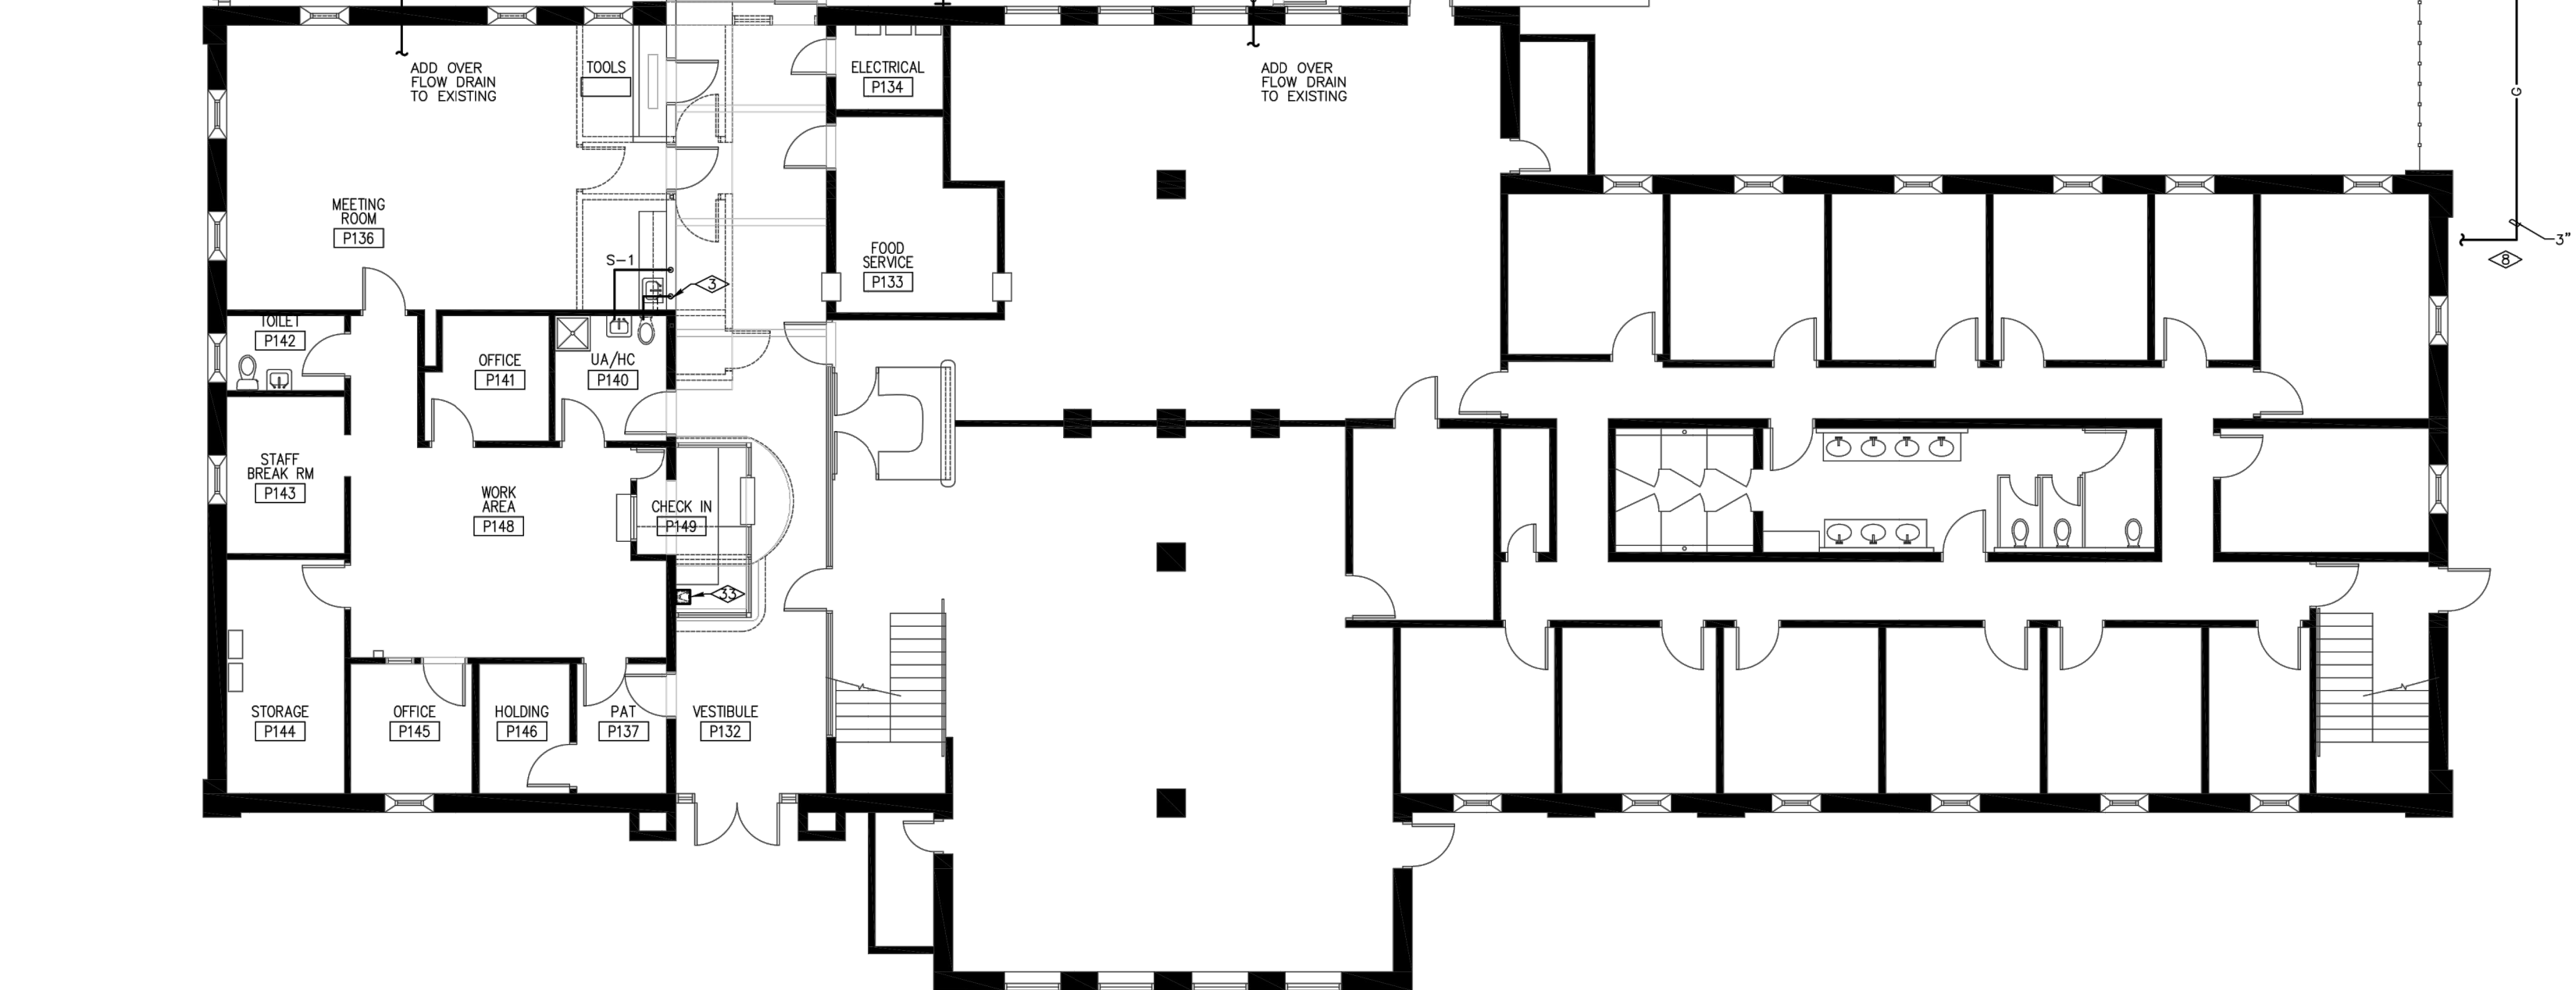 ADD OVER
FLOW DRAIN
TO EXISTING
TOOLS
ELECTRICAL
P134
ADD OVER
FLOW DRAIN
TO EXISTING
G
MEETING
ROOM
P136
FOOD
SERVICE
P133
S-1
3
3"
8
TOILET
P142
OFFICE
P141
UA/HC
P140
STAFF
BREAK RM
P143
WORK
AREA
P148
CHECK IN
P149
33
STORAGE
P144
OFFICE
P145
HOLDING
P146
PAT
P137
VESTIBULE
P132